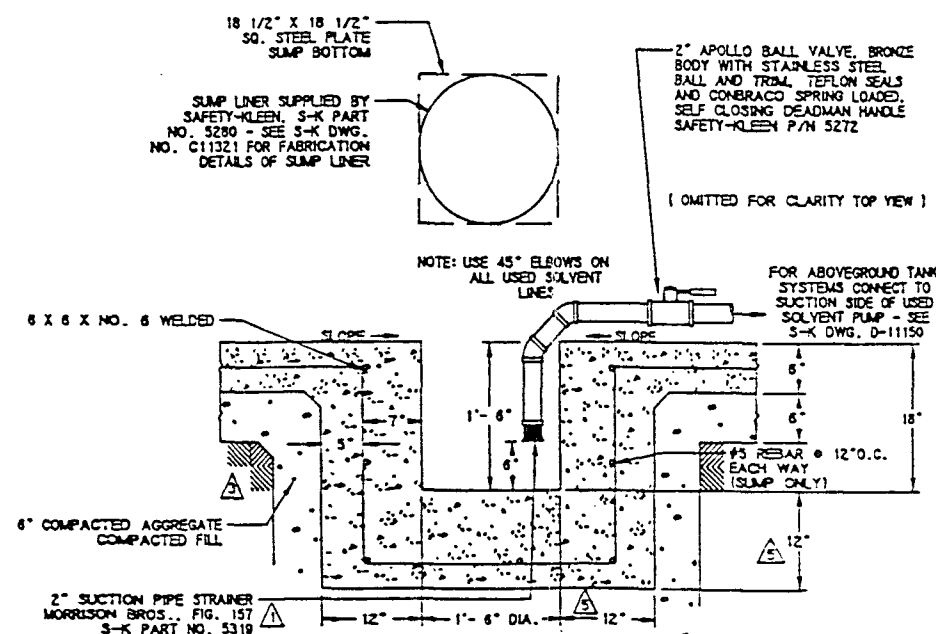 18 1/2" X 18 1/2"
SQ. STEEL PLATE
SUMP BOTTOM
SUMP LINER SUPPLIED BY
SAFETY-KLEEN, S-K PART
NO. 5280 - SEE S-K DWG.
NO. C11321 FOR FABRICATION
DETAILS OF SUMP LINER
2" APOLLO BALL VALVE, BRONZE
BODY WITH STAINLESS STEEL
BALL AND TRIM, TEFLON SEALS
AND CONBRACO SPRING LOADED,
SELF CLOSING DEADMAN HANDLE
SAFETY-KLEEN P/N 5272
( OMITTED FOR CLARITY TOP VIEW )
NOTE: USE 45° ELBOWS ON
ALL USED SOLVENT
LINES
FOR ABOVEGROUND TANK
SYSTEMS CONNECT TO
SUCTION SIDE OF USED
SOLVENT PUMP - SEE
S-K DWG. D-11150
6 X 6 X NO. 6 WELDED
SLOPE
SLOPE
6"
1'- 6"
18"
7"
6"
5"
6"
#5 REBAR @ 12"O.C.
EACH WAY
(SUMP ONLY)
3
6" COMPACTED AGGREGATE
COMPACTED FILL
12"
5
2" SUCTION PIPE STRAINER
MORRISON BROS., FIG. 157
S-K PART NO. 5319
1
12"
1'- 6" DIA.
5
12"